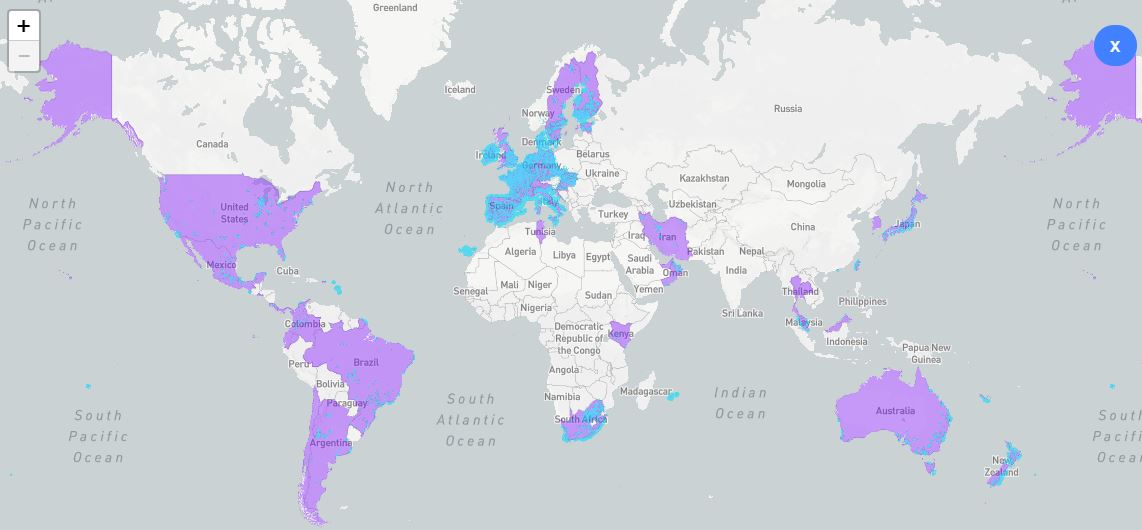 +
−
Greenland
x
Iceland
Sweden
Norway
Russia
Denmark
Canada
Ireland
Belarus
Germany
Ukraine
Kazakhstan
Mongolia
North
Pacific
Ocean
United
States
North
Atlantic
Ocean
Spain
Italy
Uzbekistan
Turkey
China
Japan
North
Pacific
Ocean
Tunisia
Iraq
Iran
Mexico
Cuba
Algeria
Libya
Egypt
Saudi
Arabia
Pakistan
Nepal
Oman
India
Senegal
Mali
Niger
Sudan
Yemen
Thailand
Philippines
Nigeria
Sri Lanka
Colombia
Malaysia
Democratic
Republic of
the Congo
Kenya
Indonesia
Papua New
Guinea
Peru
Brazil
Bolivia
Angola
Paraguay
Namibia
Madagascar
South
Pacific
Ocean
South
Atlantic
Ocean
Indian
Ocean
South Africa
Australia
Argentina
New
Zealand